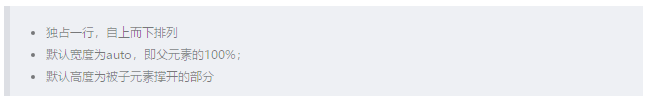 独占一行，自上而下排列
默认宽度为auto，即父元素的100%；
默认高度为被子元素撑开的部分